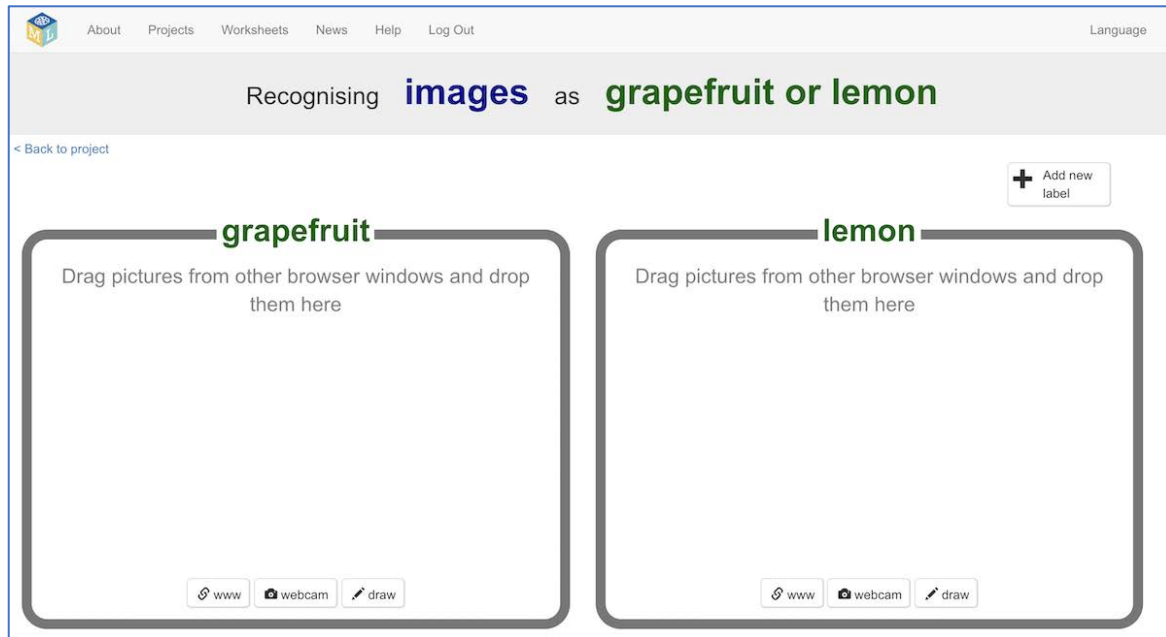 About Projects Worksheets News Help Log Out Language
Recognising images as grapefruit or lemon
< Back to project
Add new
label
grapefruit
Drag pictures from other browser windows and drop
them here
www webcam draw
lemon
Drag pictures from other browser windows and drop
them here
www webcam draw